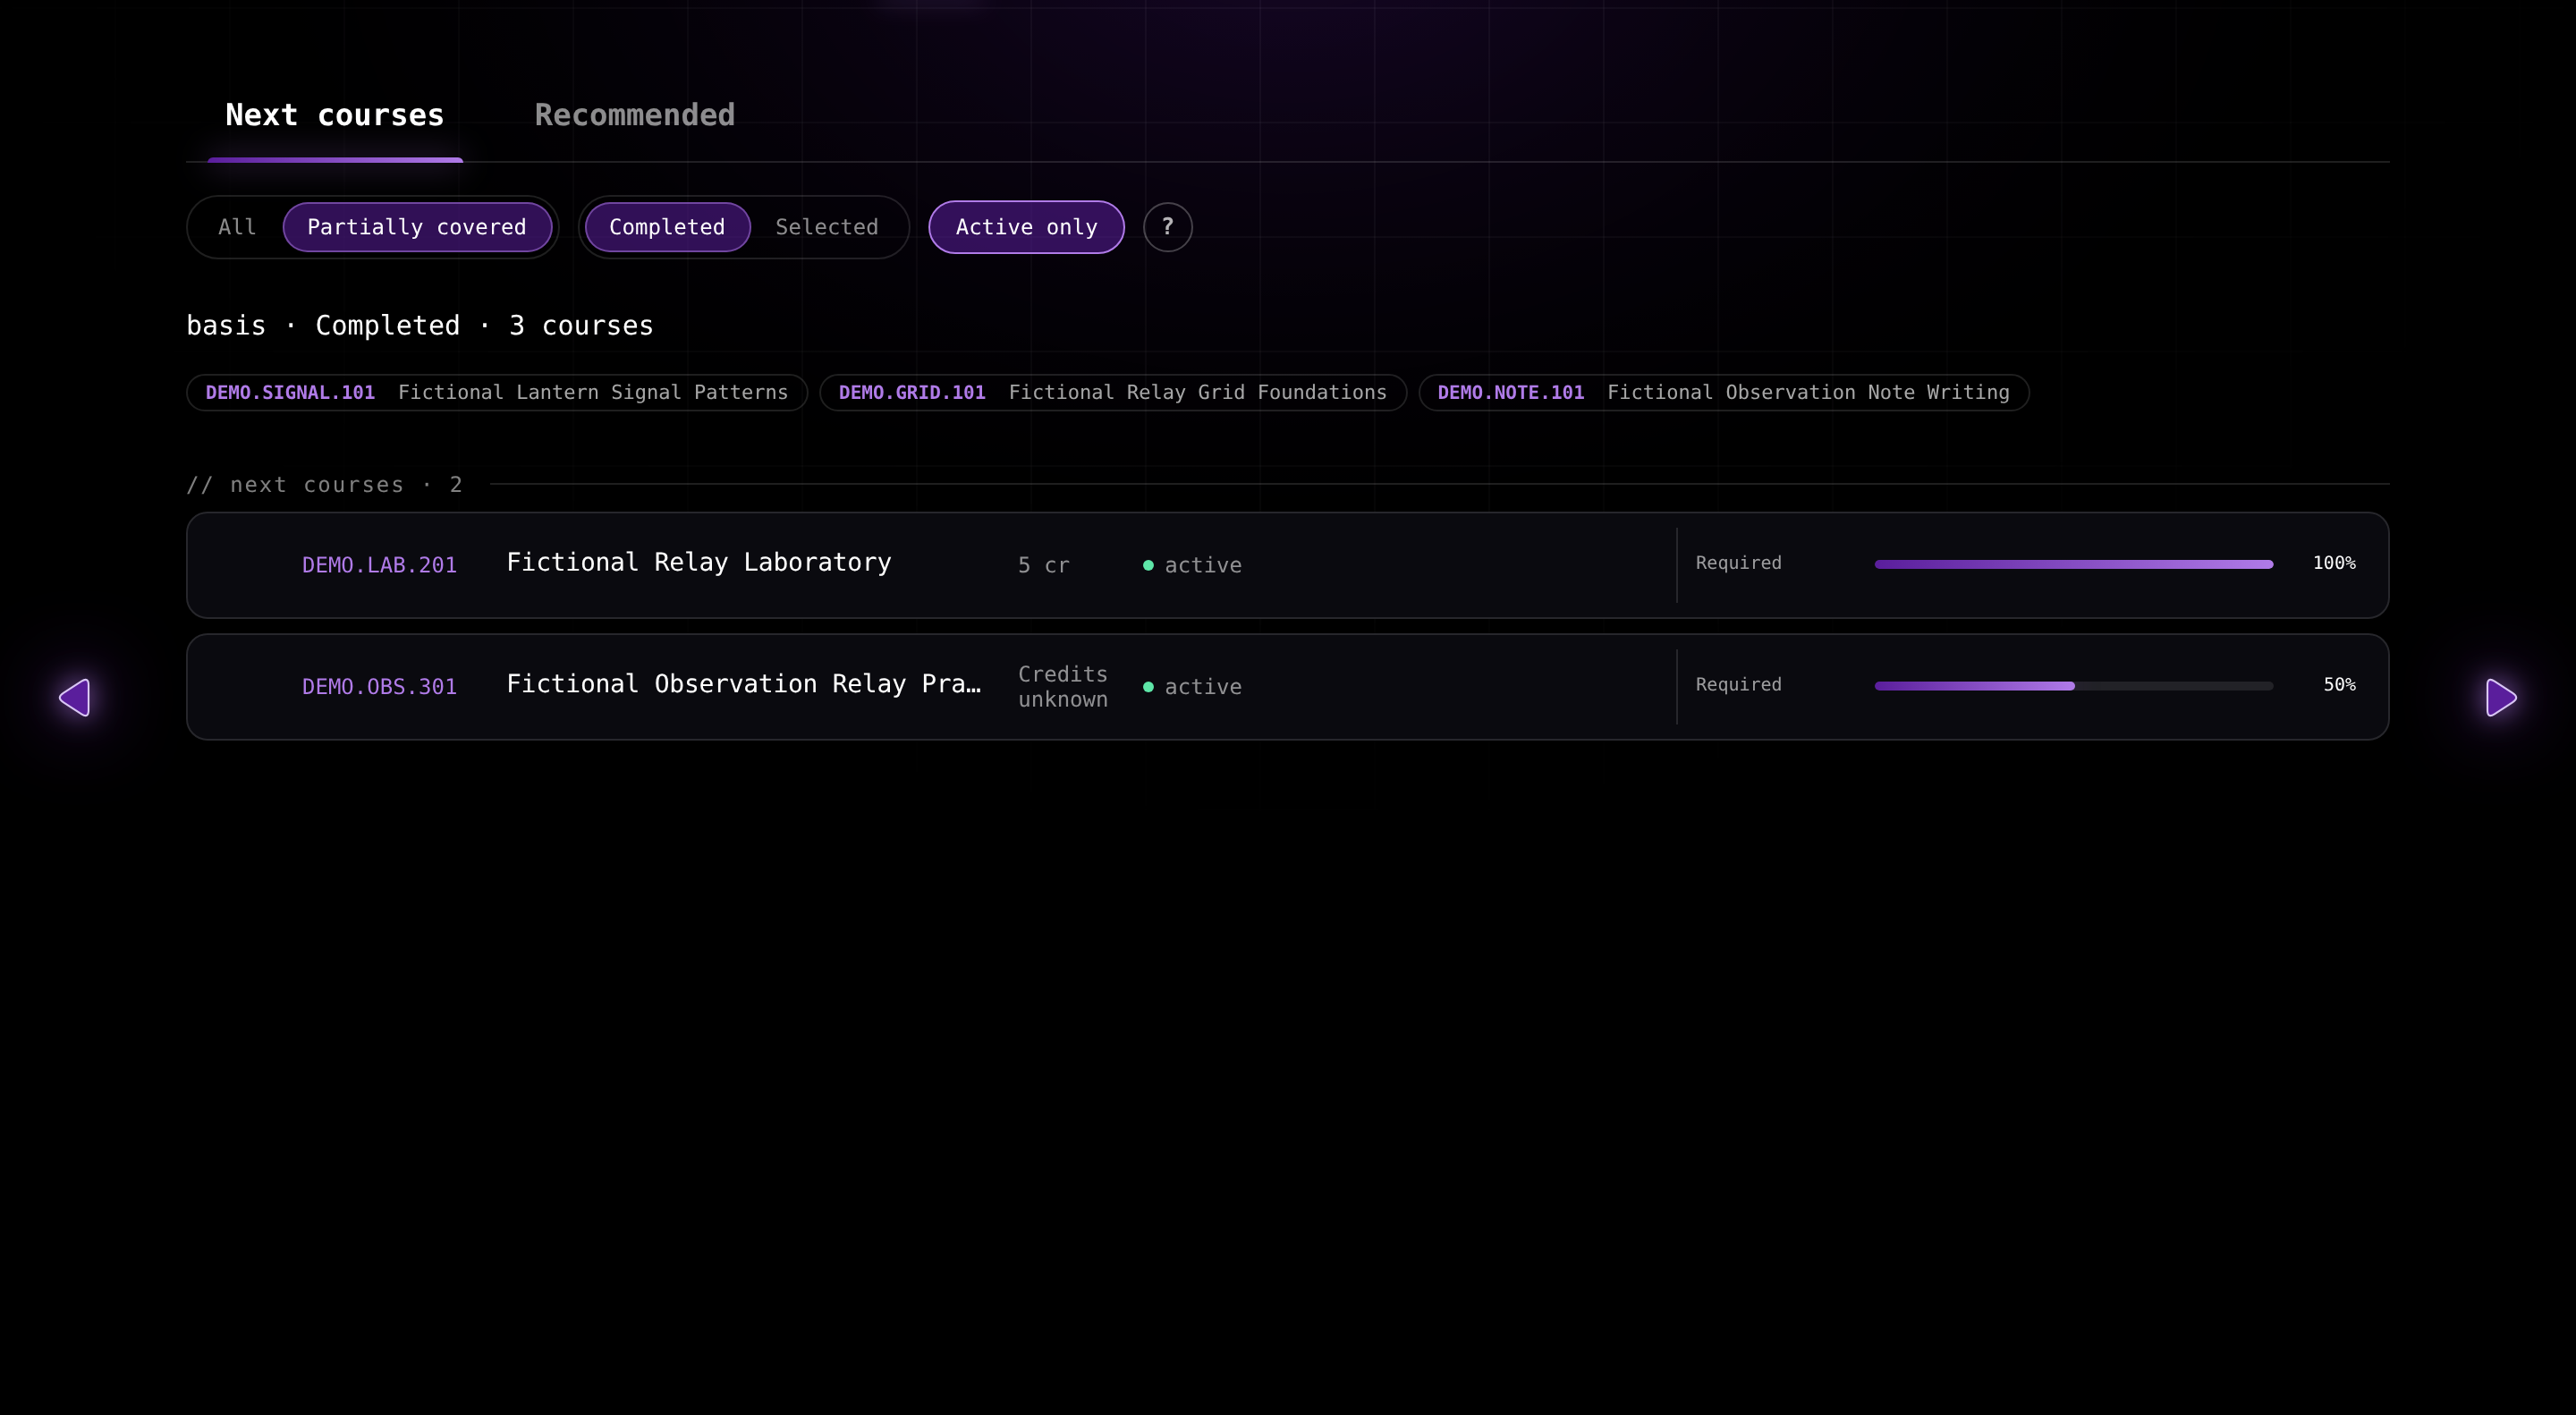 Next courses Recommended
All Partially covered Completed Selected Active only ?
basis · Completed · 3 courses
DEMO.SIGNAL.101 Fictional Lantern Signal Patterns DEMO.GRID.101 Fictional Relay Grid Foundations DEMO.NOTE.101 Fictional Observation Note Writing
// next courses · 2
DEMO.LAB.201 Fictional Relay Laboratory 5 cr active Required 100%
DEMO.OBS.301 Fictional Observation Relay Pra… Credits unknown active Required 50%